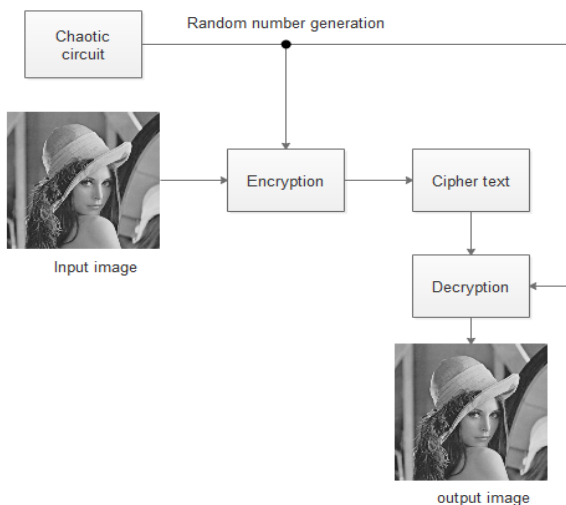 Random number generation
Chaotic
circuit
Encryption
Cipher text
Input image
Decryption
output image